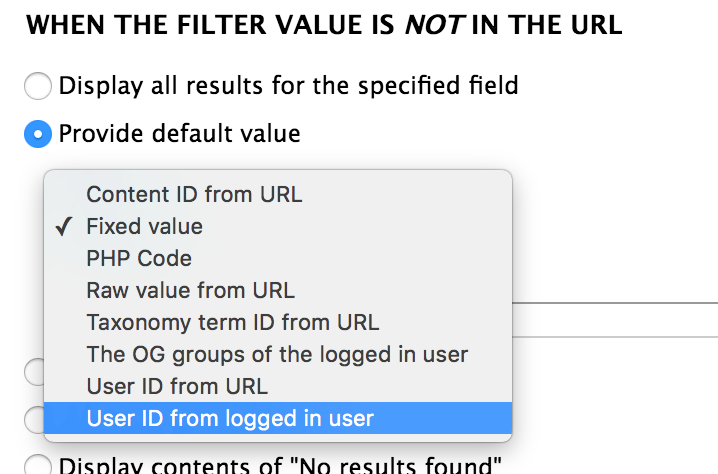 WHEN THE FILTER VALUE IS NOT IN THE URL
Display all results for the specified field
Provide default value
Content ID from URL
✓ Fixed value
PHP Code
Raw value from URL
Taxonomy term ID from URL
The OG groups of the logged in user
User ID from URL
User ID from logged in user
Display contents of "No results found"